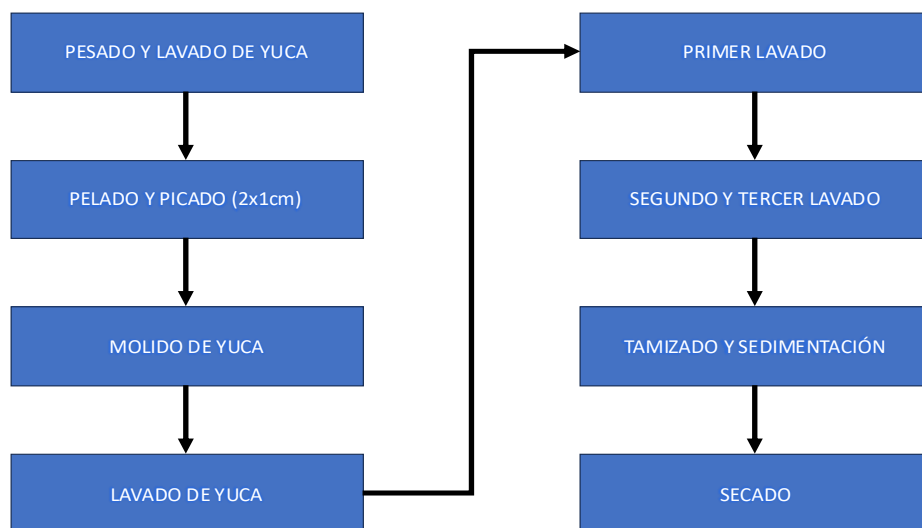 PESADO Y LAVADO DE YUCA
PELADO Y PICADO (2x1cm)
MOLIDO DE YUCA
LAVADO DE YUCA
PRIMER LAVADO
SEGUNDO Y TERCER LAVADO
TAMIZADO Y SEDIMENTACIÓN
SECADO